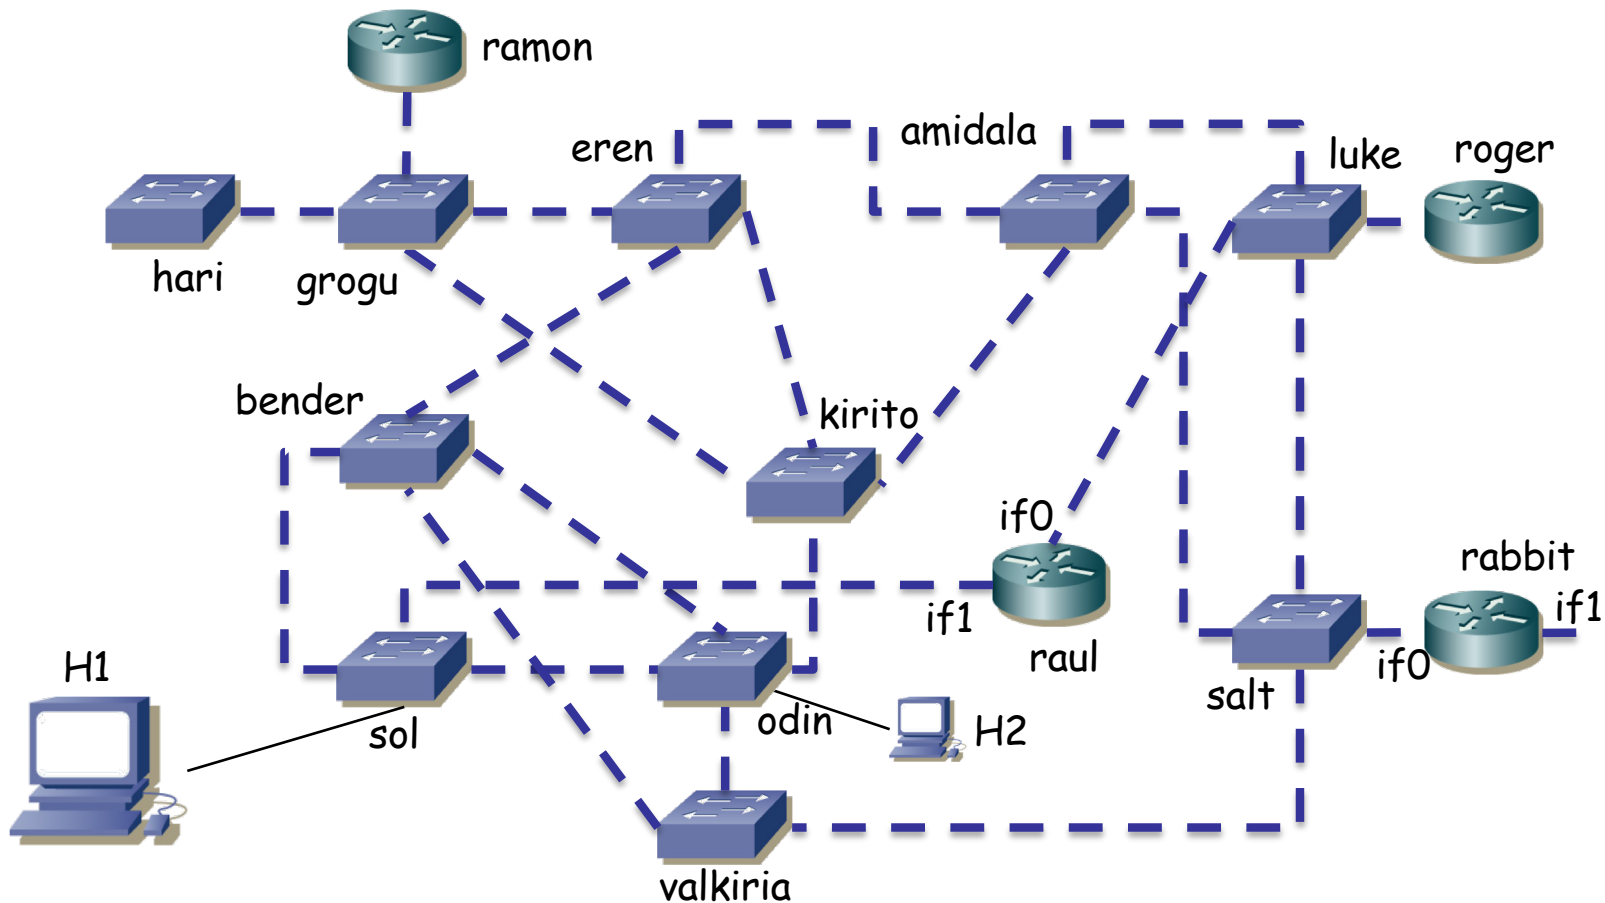 ramon
eren
amidala
luke
roger
hari
grogu
bender
kirito
if0
rabbit
if1
if1
raul
if0
H1
salt
sol
odin
H2
valkiria